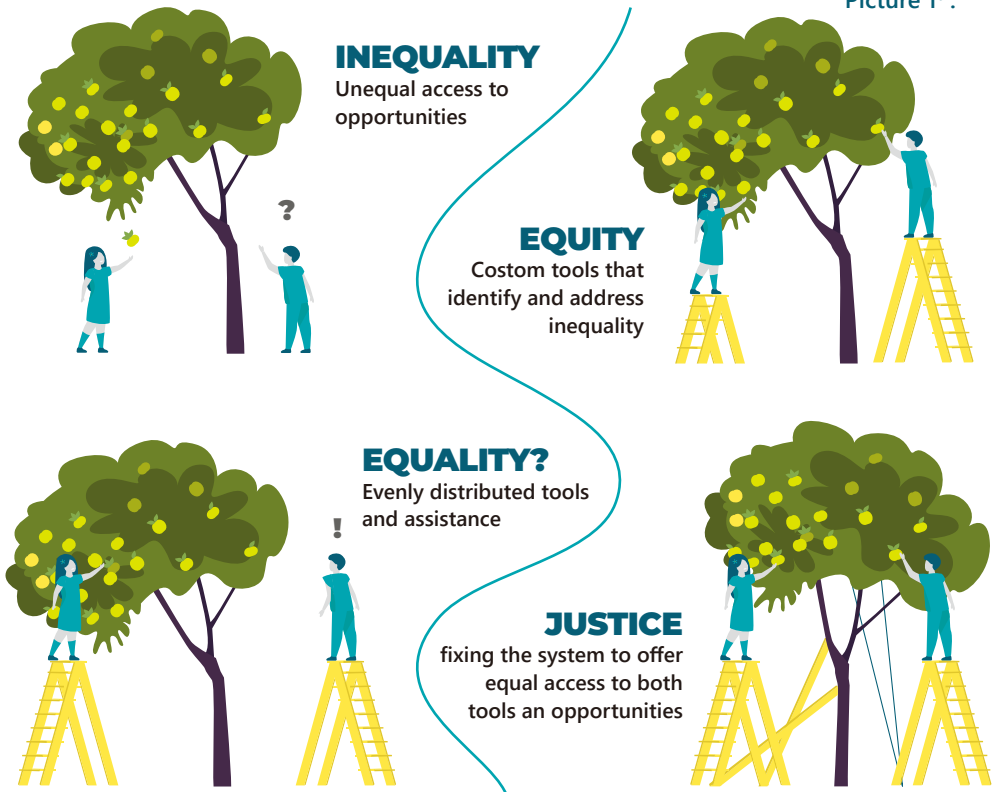 Picture 1
INEQUALITY
Unequal access to
opportunities
?
EQUITY
Costom tools that
identify and address
inequality
EQUALITY?
Evenly distributed tools
and assistance
!
JUSTICE
fixing the system to offer
equal access to both
tools an opportunities